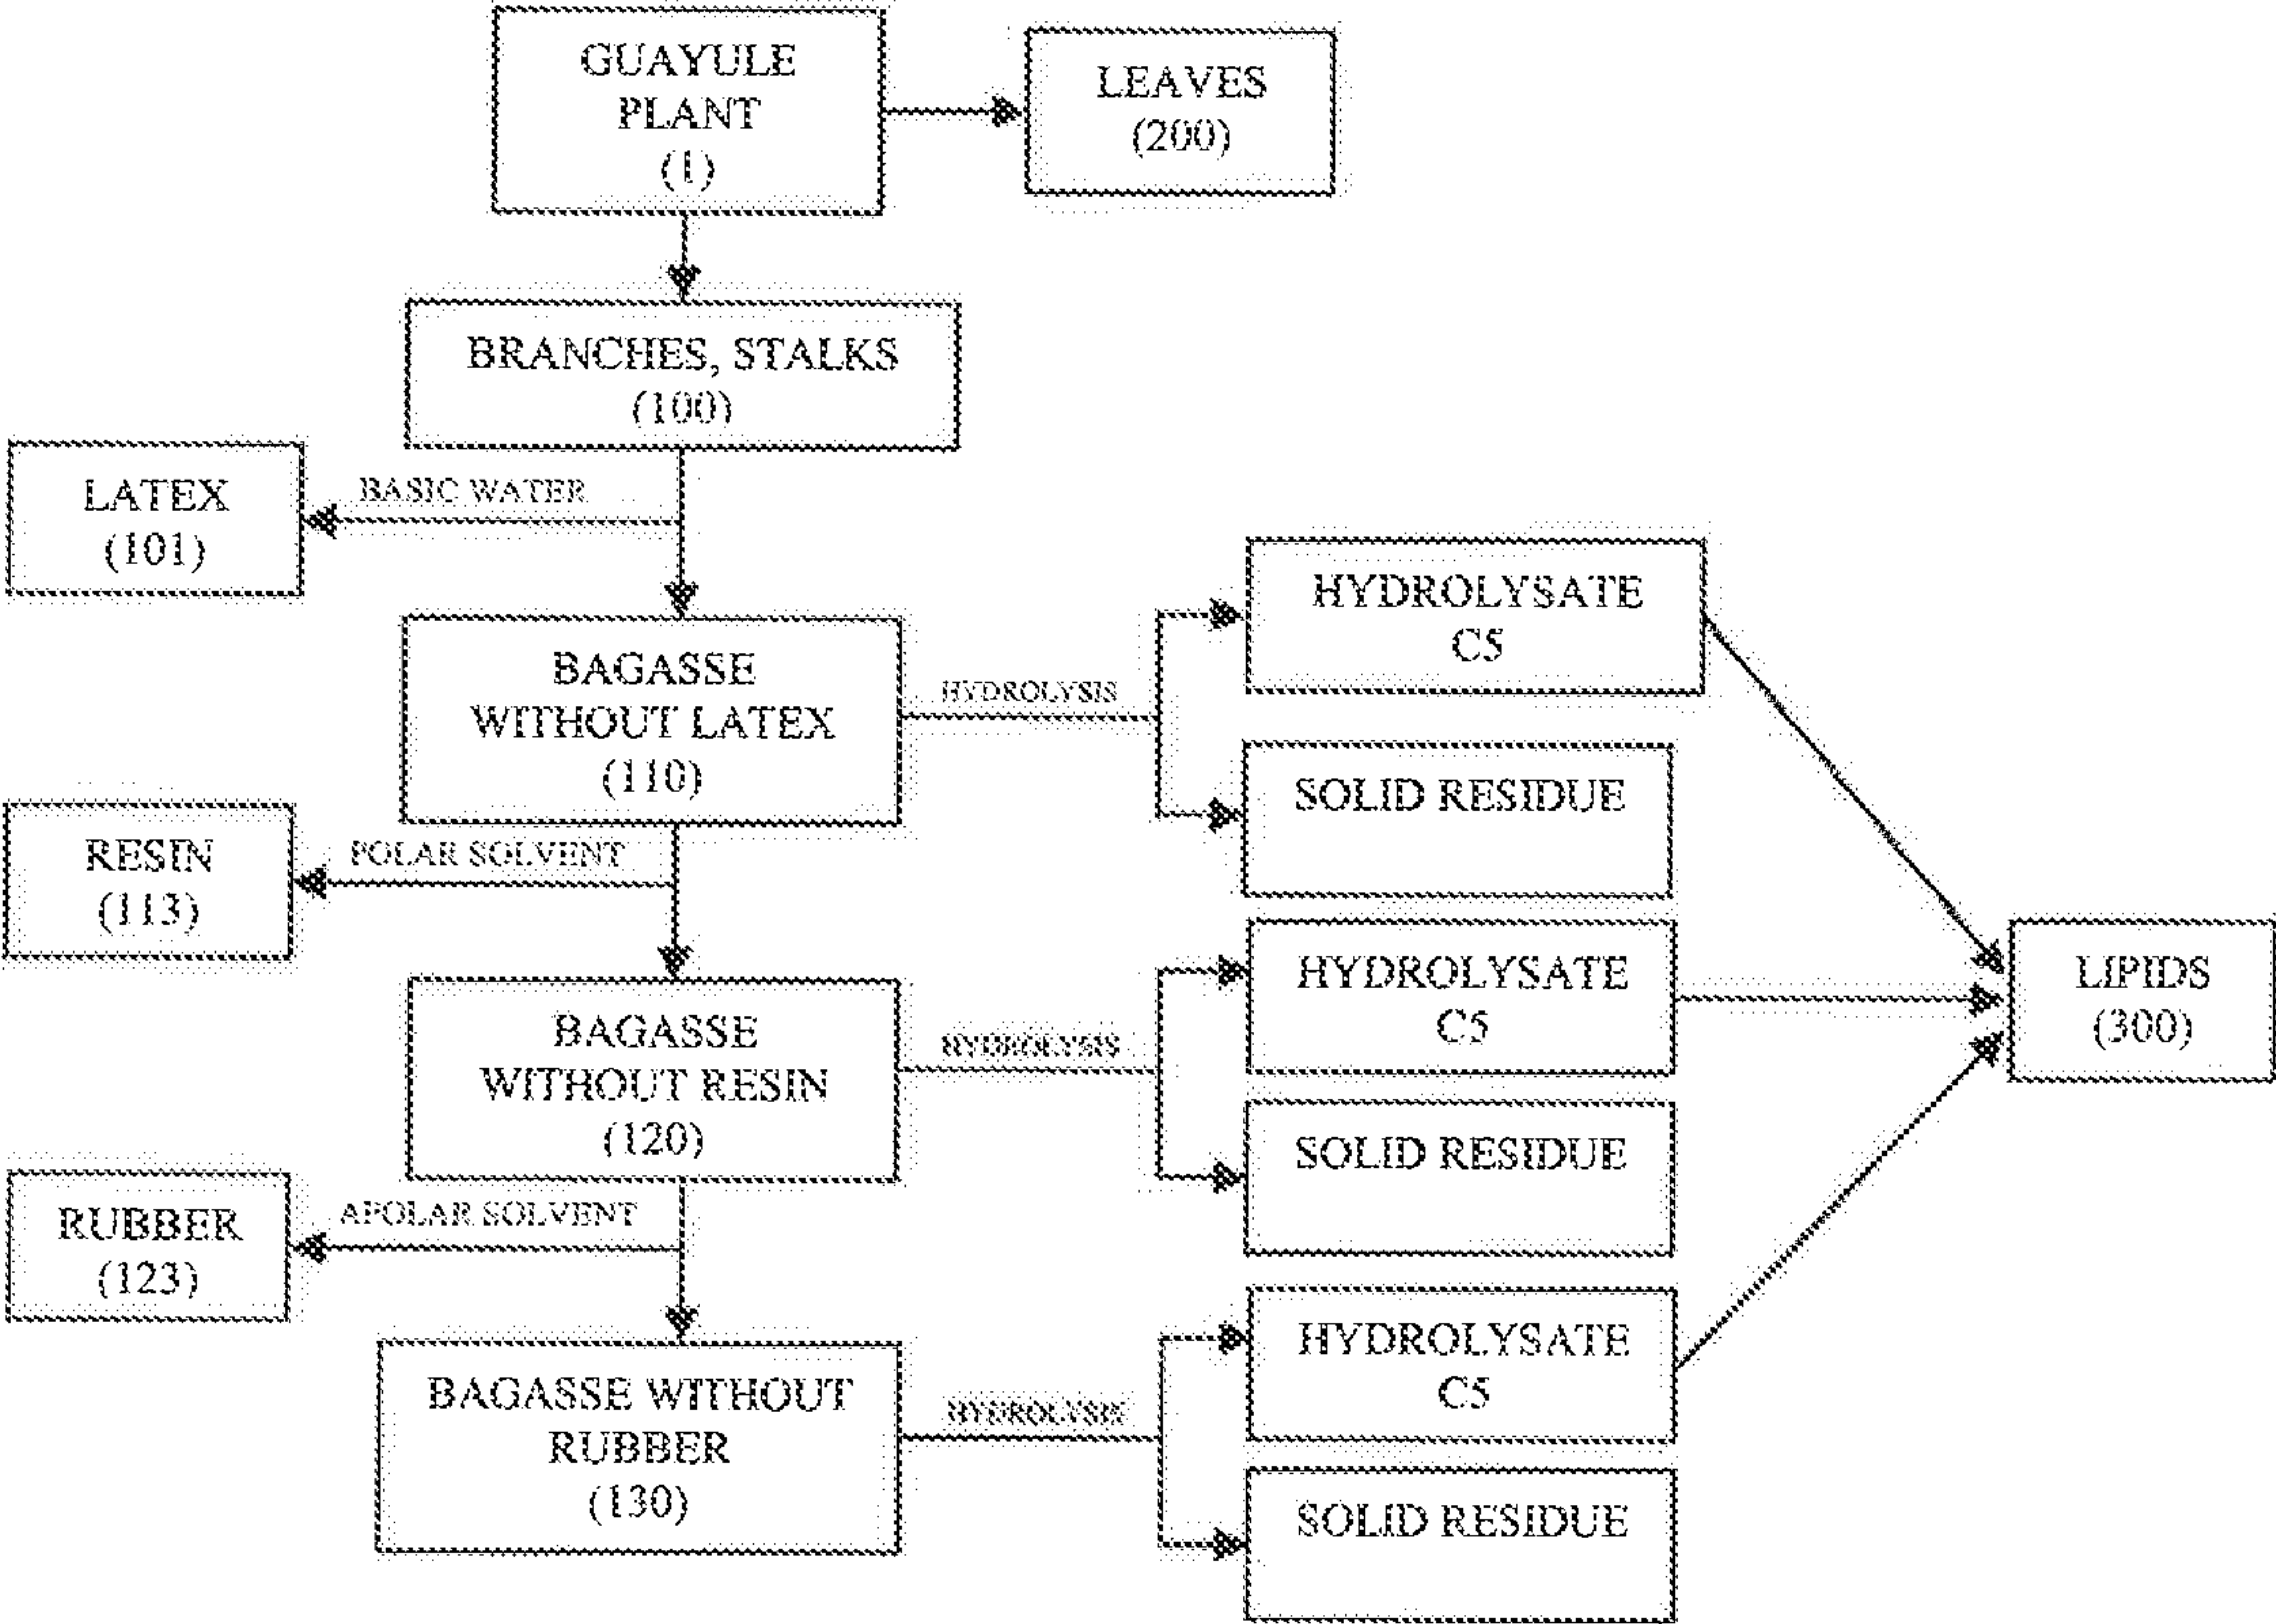 GUAYULE
PLANT
(1)
LEAVES
(200)
BRANCHES, STALKS
(100)
LATEX
(101)
BASIC WATER
BAGASSE
WITHOUT LATEX
(110)
HYDROLYSIS
HYDROLYSATE
C5
SOLID RESIDUE
RESIN
(113)
POLAR SOLVENT
BAGASSE
WITHOUT RESIN
(120)
HYDROLYSIS
HYDROLYSATE
C5
SOLID RESIDUE
LIPIDS
(300)
RUBBER
(123)
APOLAR SOLVENT
BAGASSE WITHOUT
RUBBER
(130)
HYDROLYSIS
HYDROLYSATE
C5
SOLID RESIDUE